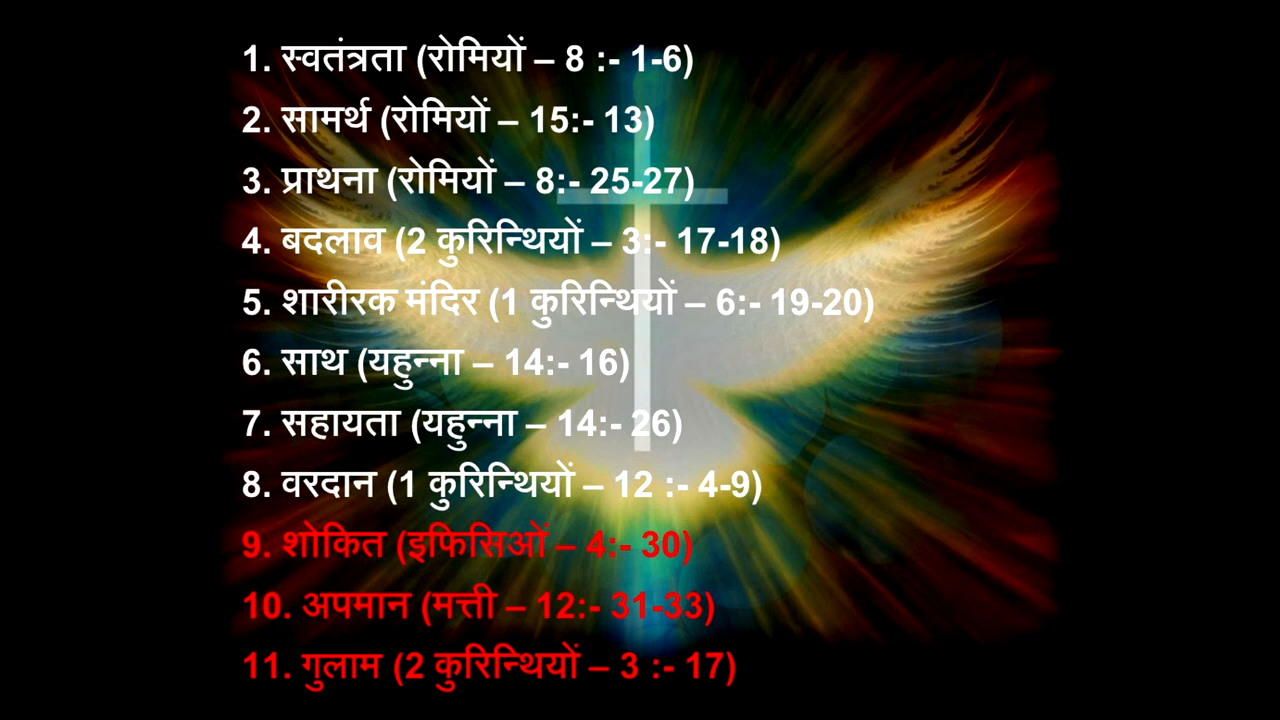 1. स्वतंत्रता (रोमियों – 8 :- 1-6)
2. सामर्थ (रोमियों – 15:- 13)
3. प्राथना (रोमियों – 8:- 25-27)
4. बदलाव (2 कुरिन्थियों – 3:- 17-18)
5. शारीरक मंदिर (1 कुरिन्थियों – 6:- 19-20)
6. साथ (यहुन्ना – 14:- 16)
7. सहायता (यहुन्ना – 14:- 26)
8. वरदान (1 कुरिन्थियों – 12 :- 4-9)
9. शोकित (इफिसिओं – 4:- 30)
10. अपमान (मत्ती – 12:- 31-33)
11. गुलाम (2 कुरिन्थियों – 3 :- 17)